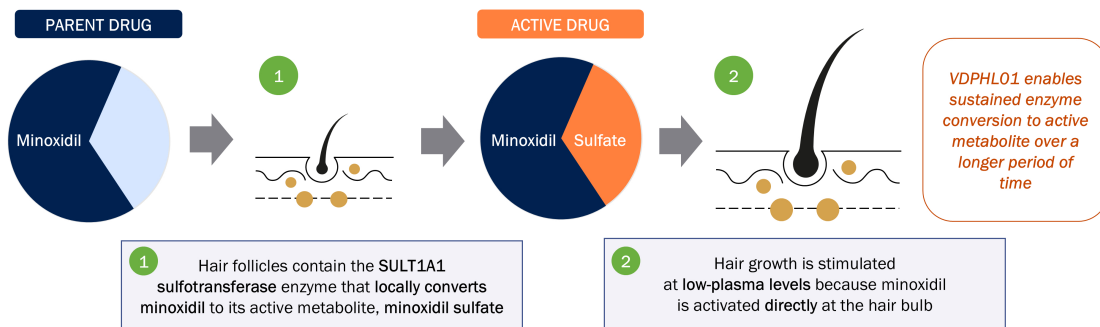 PARENT DRUG
ACTIVE DRUG
1
2
Minoxidil
Minoxidil
Sulfate
VDPHL01 enables
sustained enzyme
conversion to active
metabolite over a
longer period of
time
1
Hair follicles contain the SULT1A1
sulfotransferase enzyme that locally converts
minoxidil to its active metabolite, minoxidil sulfate
2
Hair growth is stimulated
at low-plasma levels because minoxidil
is activated directly at the hair bulb